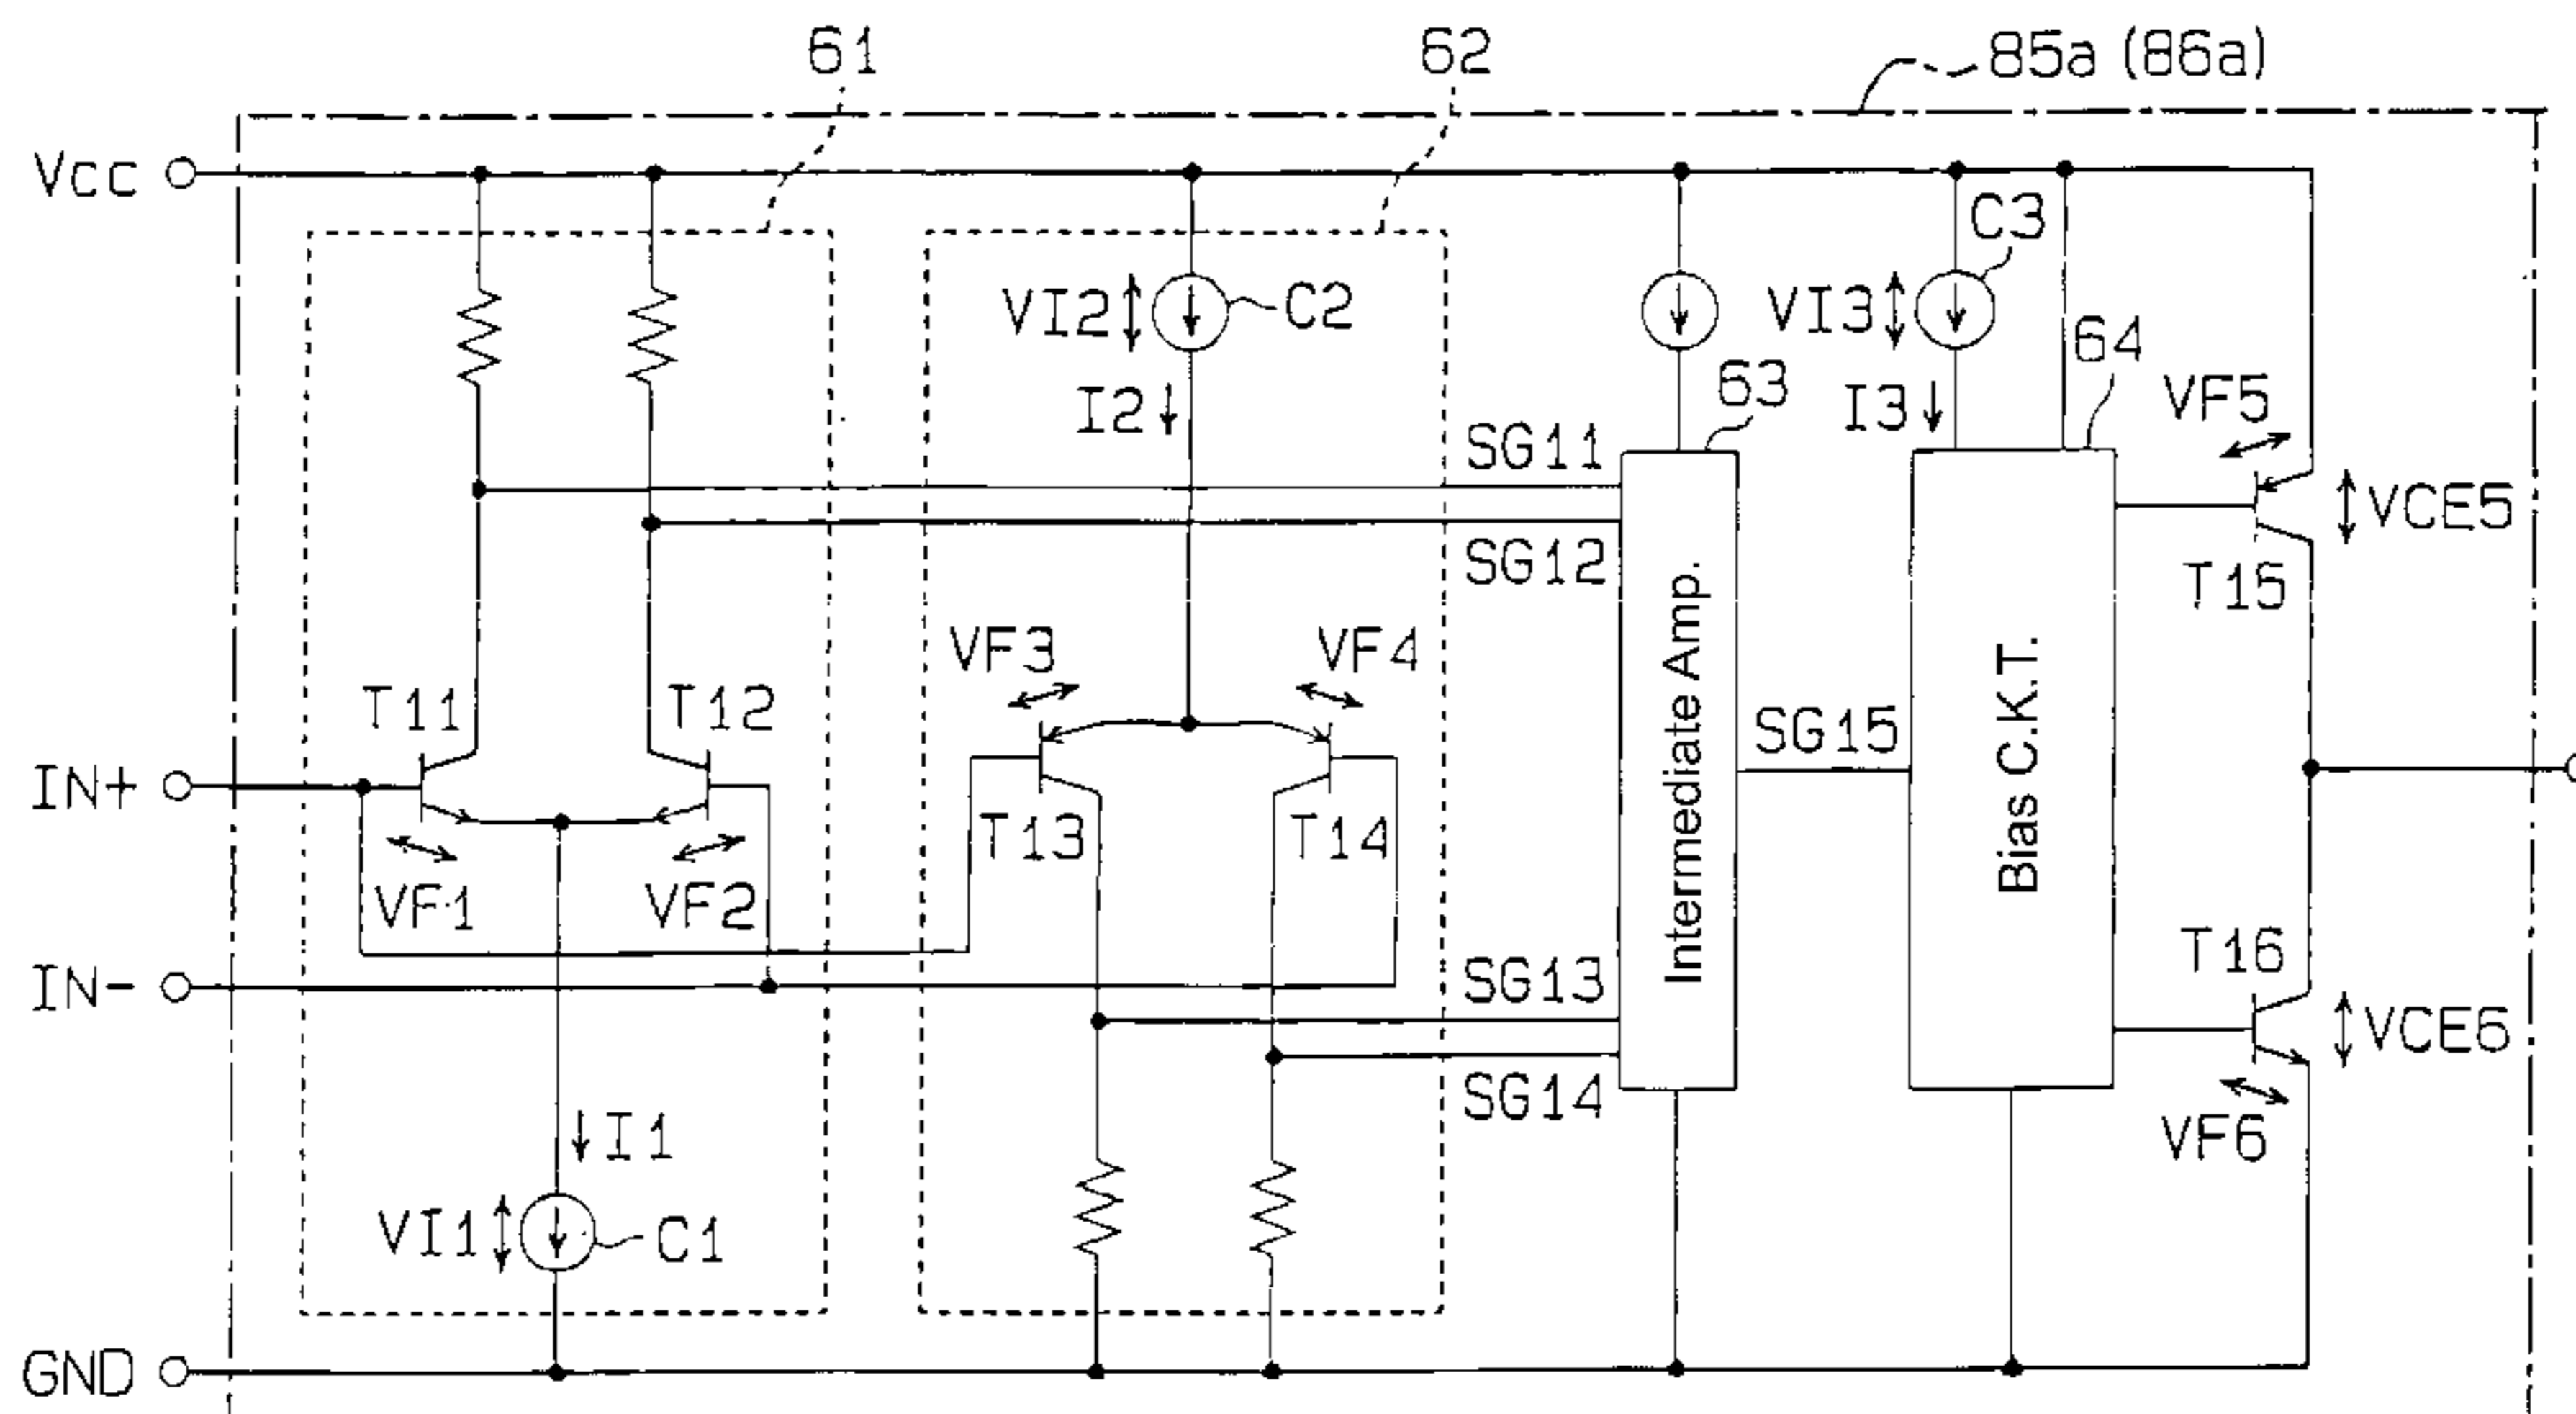 61
62
85a (86a)
Vcc
C3
VI2
C2
VI3
64
I2
63
I3
VF5
SG11
VCE5
SG12
T15
VF3
VF4
T11
T12
Intermediate Amp.
Bias C.K.T.
SG15
IN+
T13
T14
VF1
VF2
T16
IN-
SG13
VCE6
SG14
I1
VF6
VI1
C1
GND